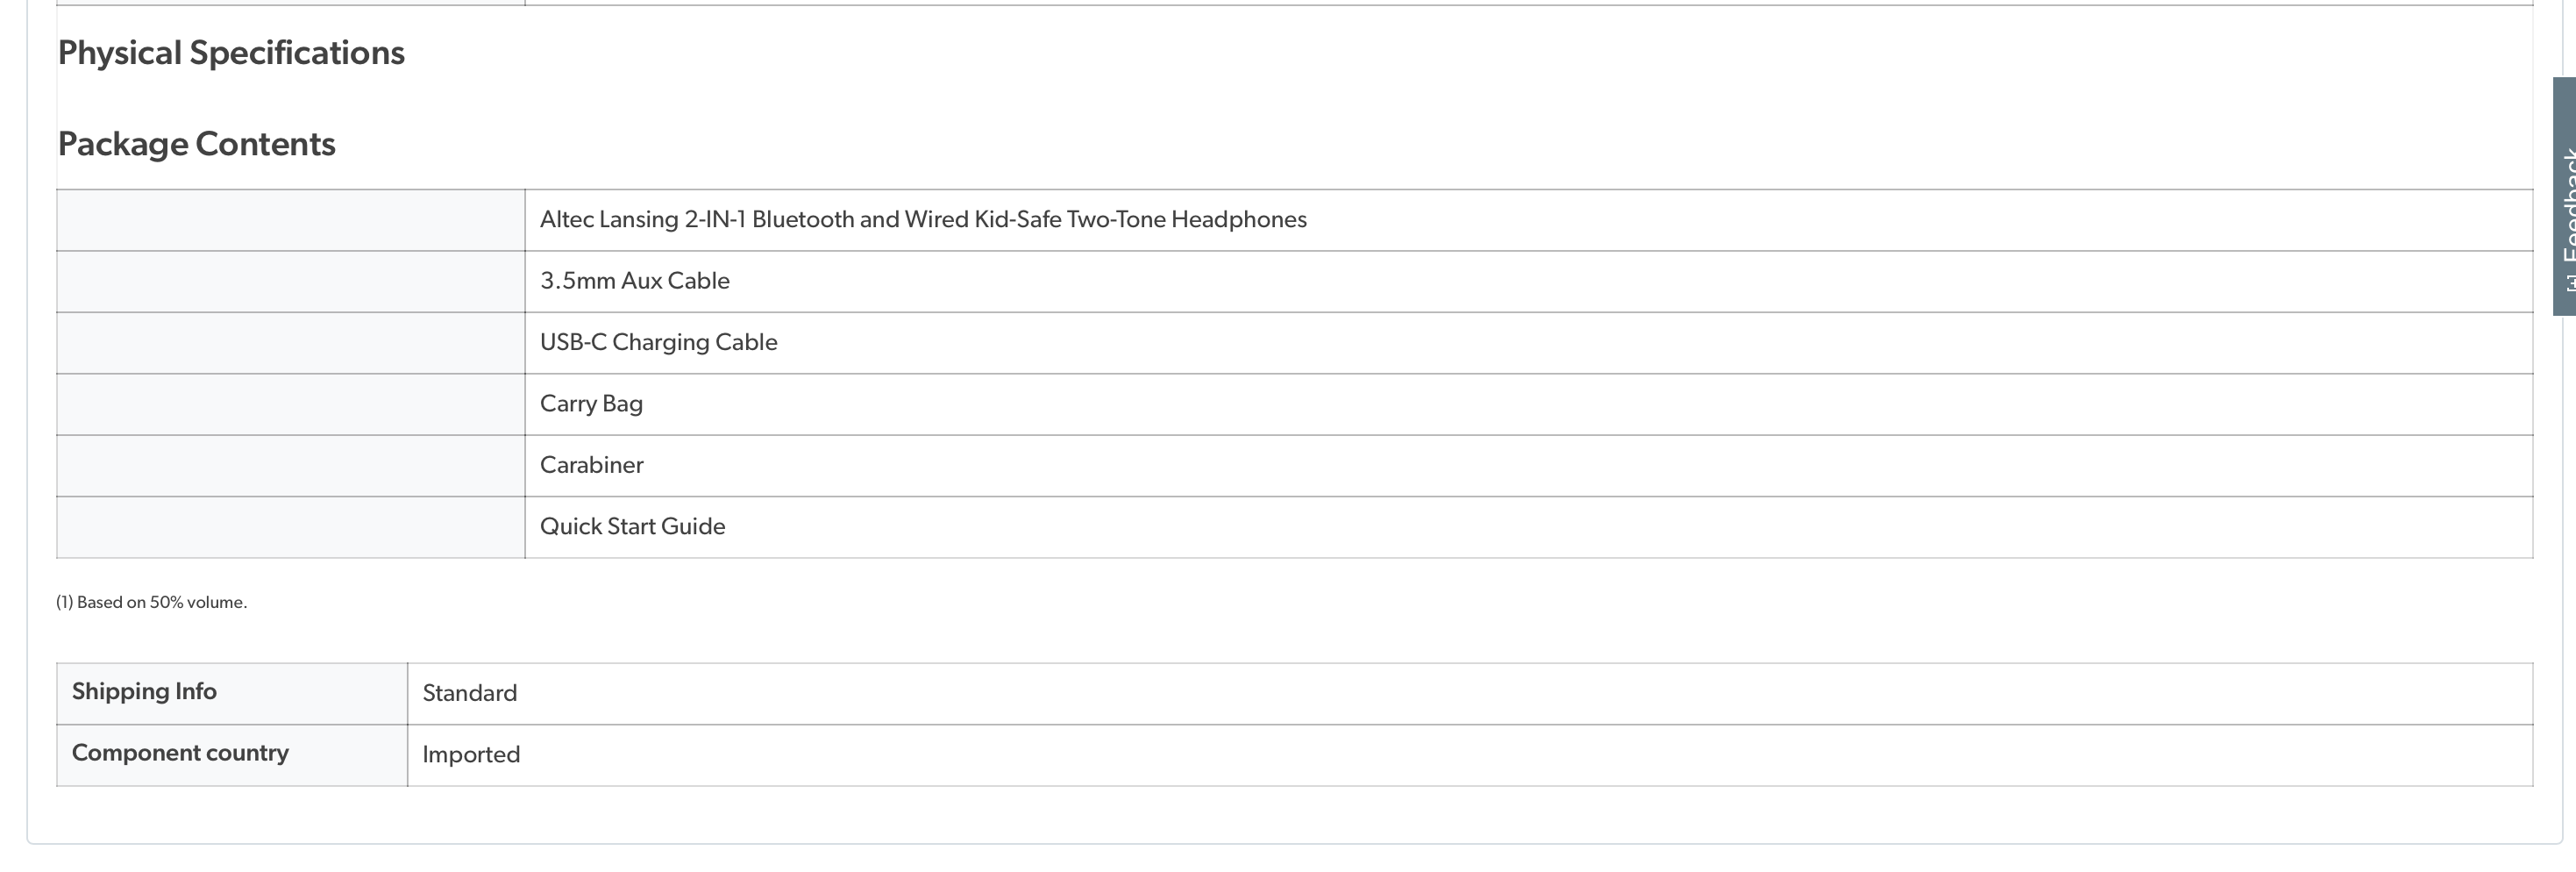 Physical Specifications
Package Contents
Altec Lansing 2-IN-1 Bluetooth and Wired Kid-Safe Two-Tone Headphones
3.5mm Aux Cable
USB-C Charging Cable
Carry Bag
Carabiner
Quick Start Guide
(1) Based on 50% volume.
Shipping Info Standard
Component country Imported
[+] Feedback